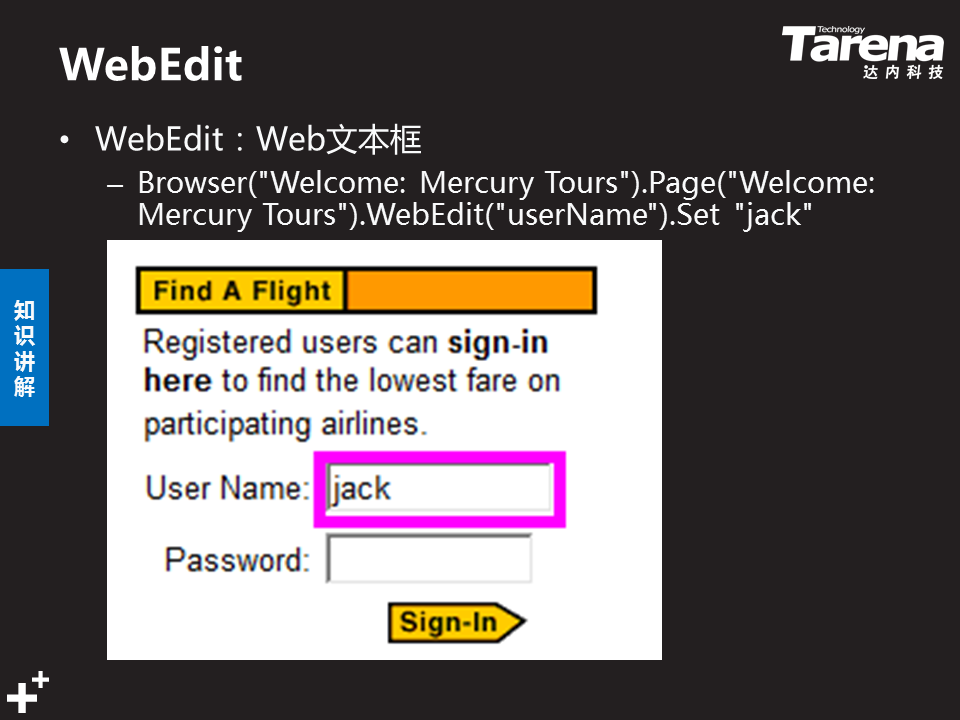 WebEdit
Technology
Tarena
达内科技
• WebEdit：Web文本框
– Browser("Welcome: Mercury Tours").Page("Welcome:
Mercury Tours").WebEdit("userName").Set "jack"
知
识
讲
解
Find A Flight
Registered users can sign-in
here to find the lowest fare on
participating airlines.
User Name: jack
Password:
Sign-In